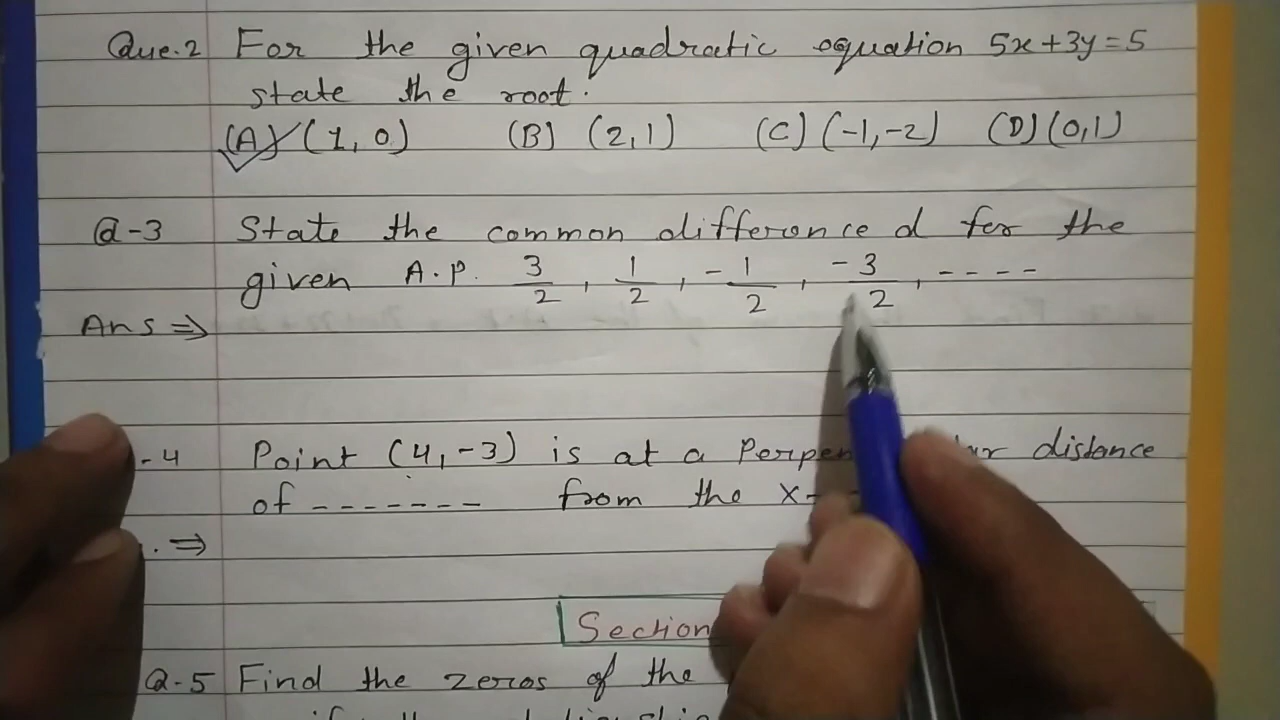 Que.2 For the given quadratic equation 5x+3y=5
state the root.
(A) (1, 0) (B) (2,1) (C) (-1,-2) (D) (0,1)
Q-3 State the common difference d for the
given A.P. 3/2 , 1/2 , -1/2 , -3/2 , ----
Ans ⇒
-4 Point (4,-3) is at a distance
of ------- from the x-
. ⇒
Section
Q.5 Find the zeros of the